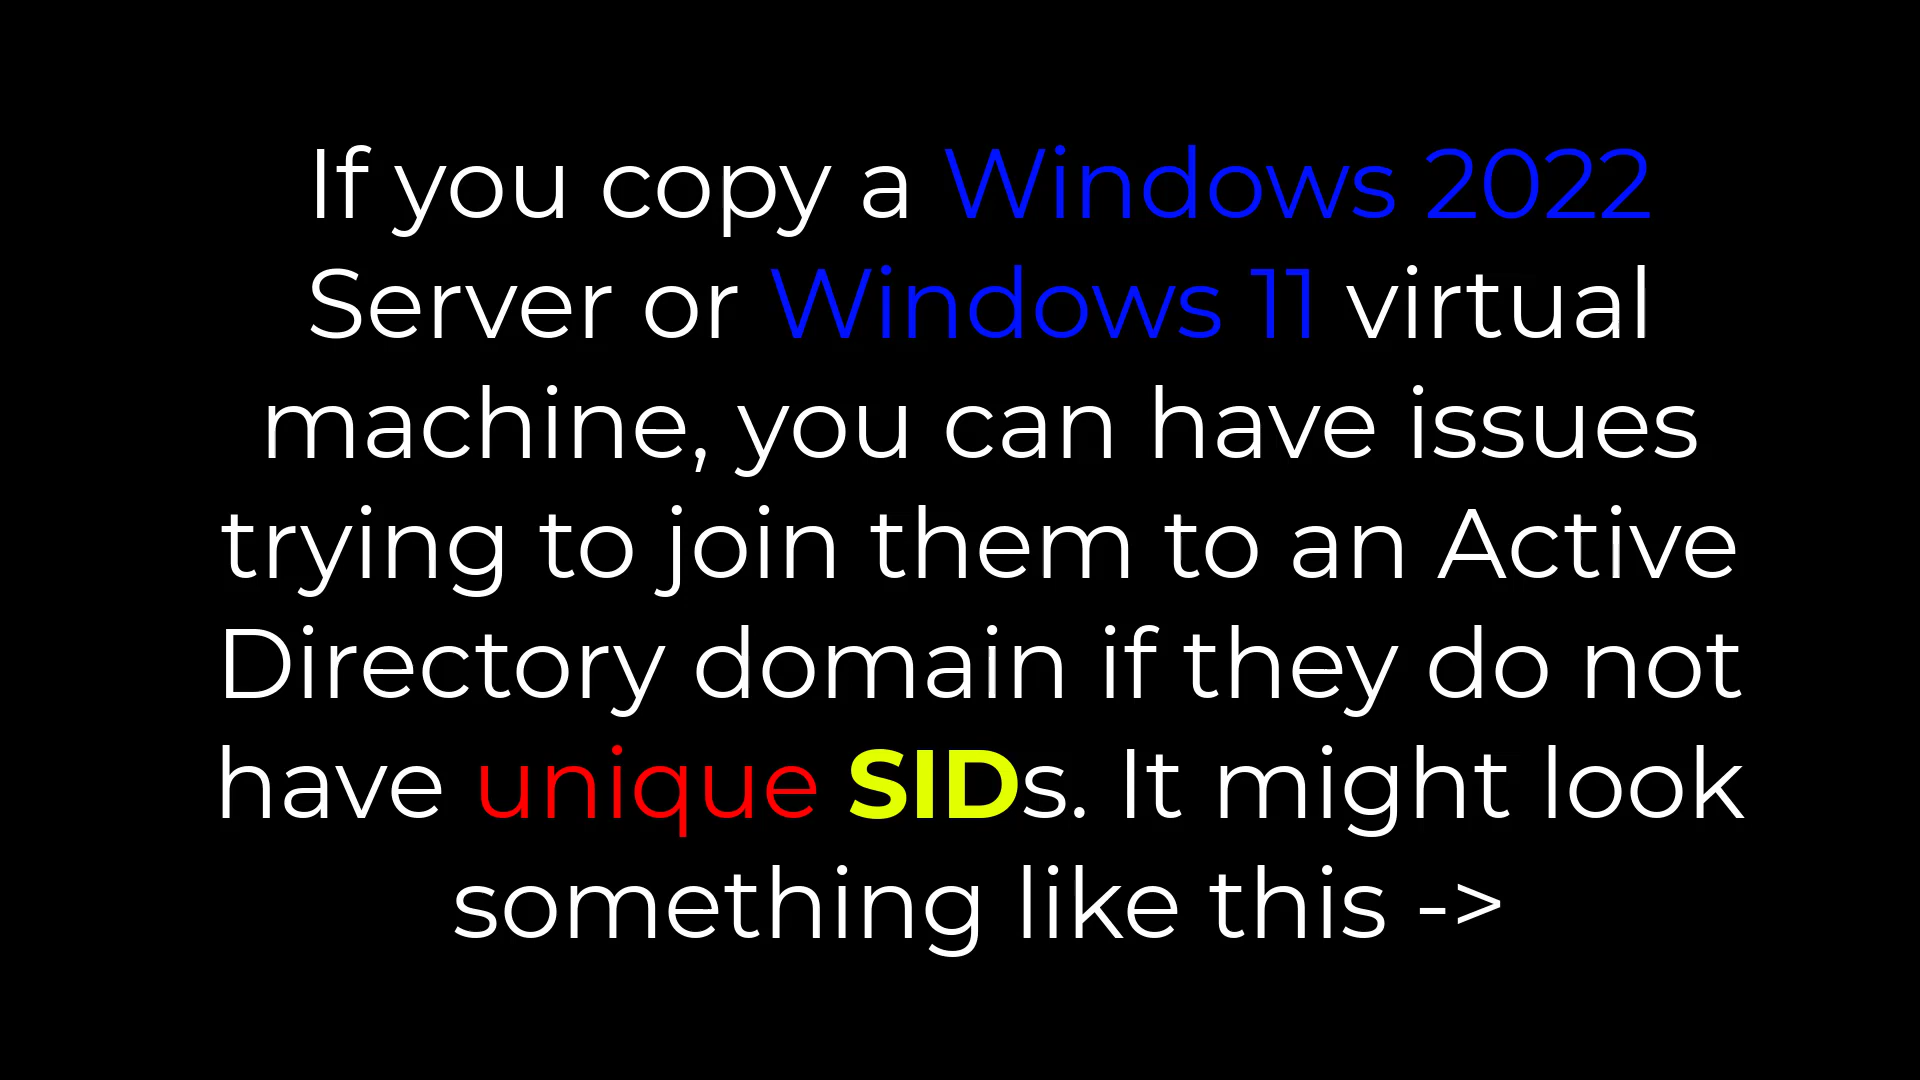 If you copy a Windows 2022
Server or Windows 11 virtual
machine, you can have issues
trying to join them to an Active
Directory domain if they do not
have unique SIDs. It might look
something like this ->